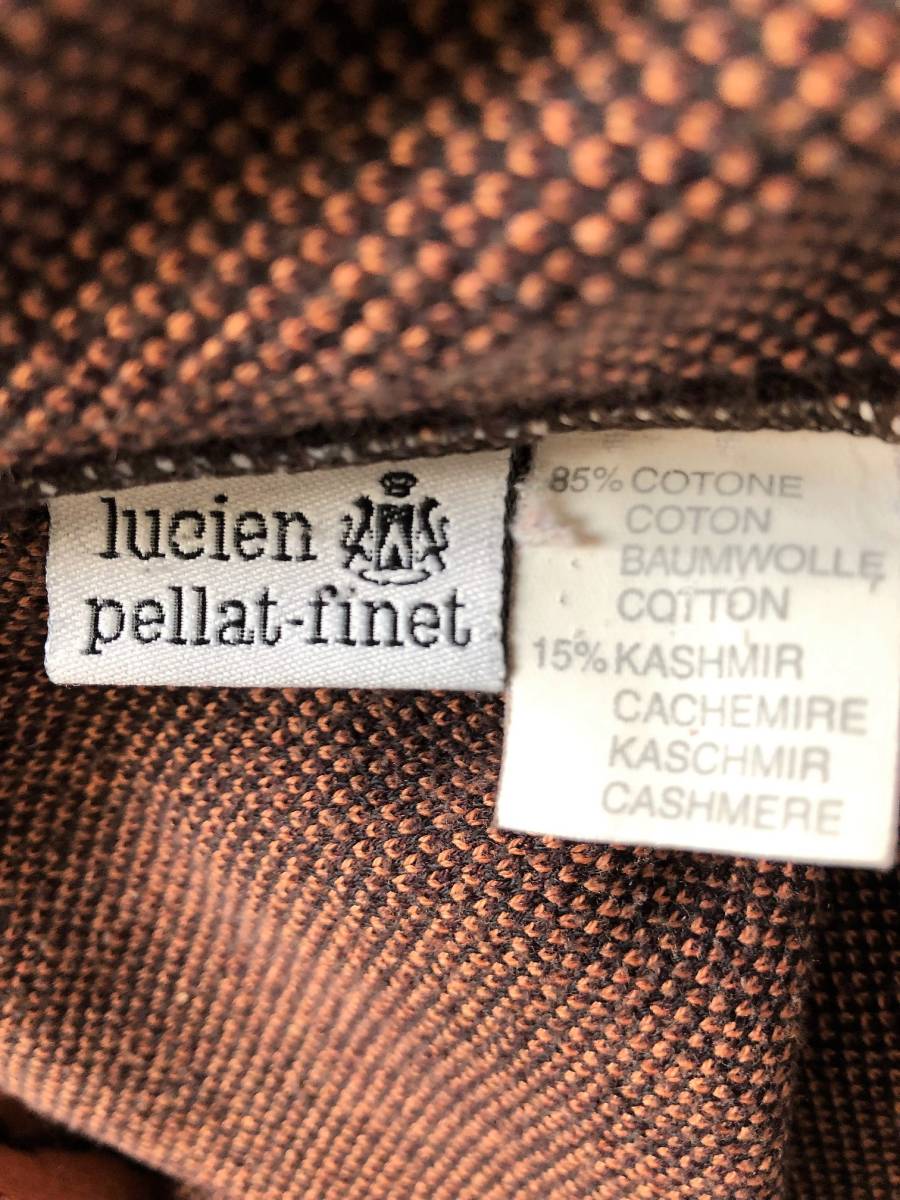 lucien
pellat-finet
85% COTONE
COTON
BAUMWOLLE
COTTON
15% KASHMIR
CACHEMIRE
KASCHMIR
CASHMERE